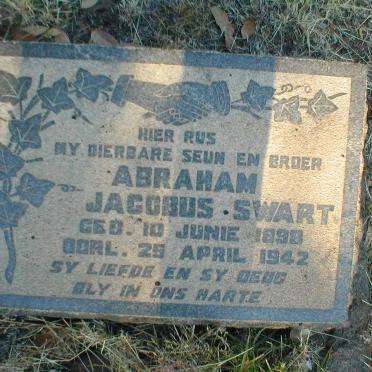 HIER RUS
MY DIERBARE SEUN EN BROER
ABRAHAM
JACOBUS SWART
GEB. 10 JUNIE 1898
OORL. 25 APRIL 1942
SY LIEFDE EN SY DEUG
BLY IN ONS HARTE